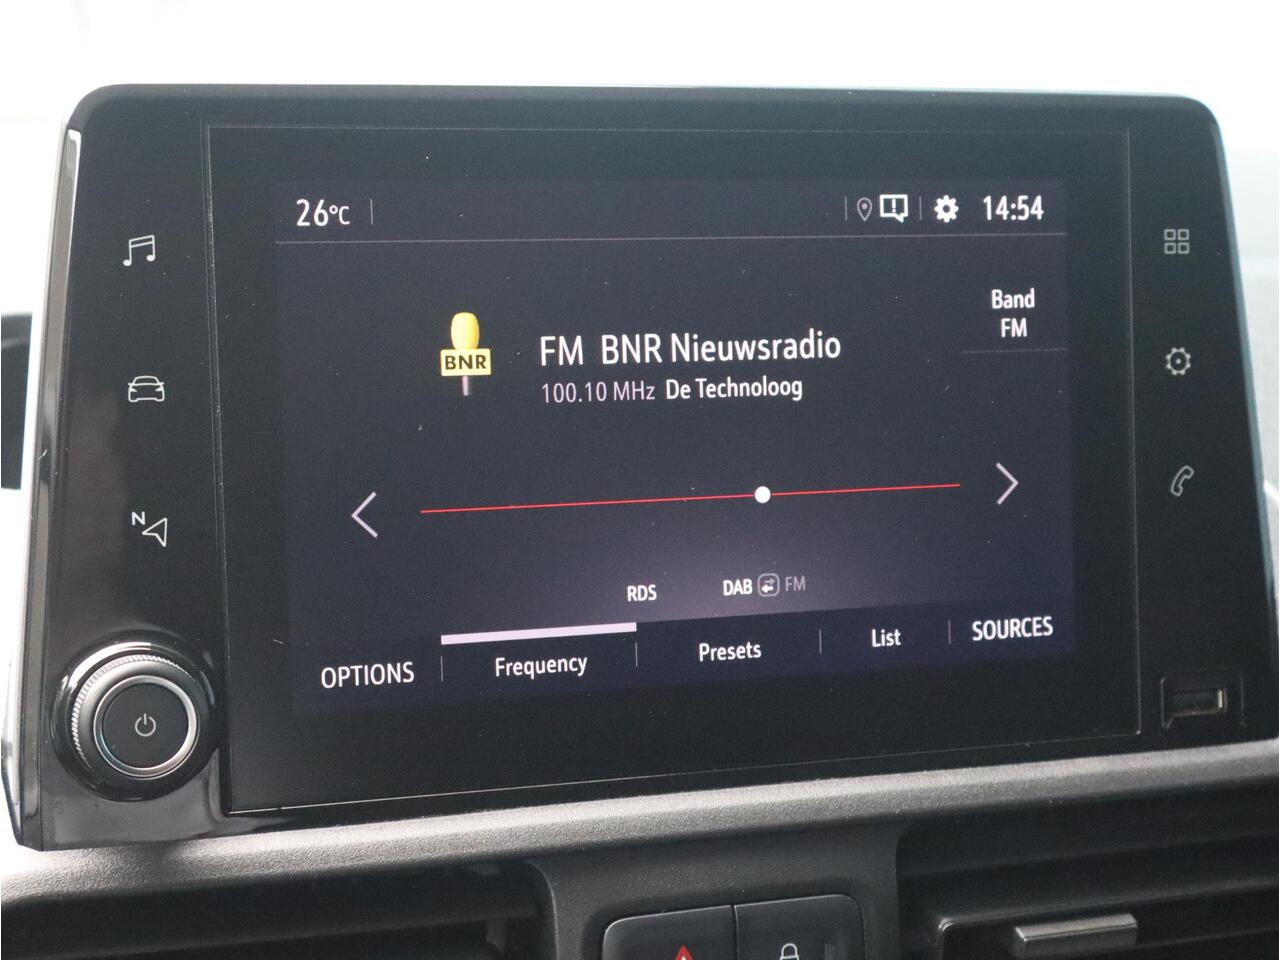 26°C
14:54
Band
FM
BNR
FM BNR Nieuwsradio
100.10 MHz De Technoloog
N
RDS
DAB FM
OPTIONS
Frequency
Presets
List
SOURCES